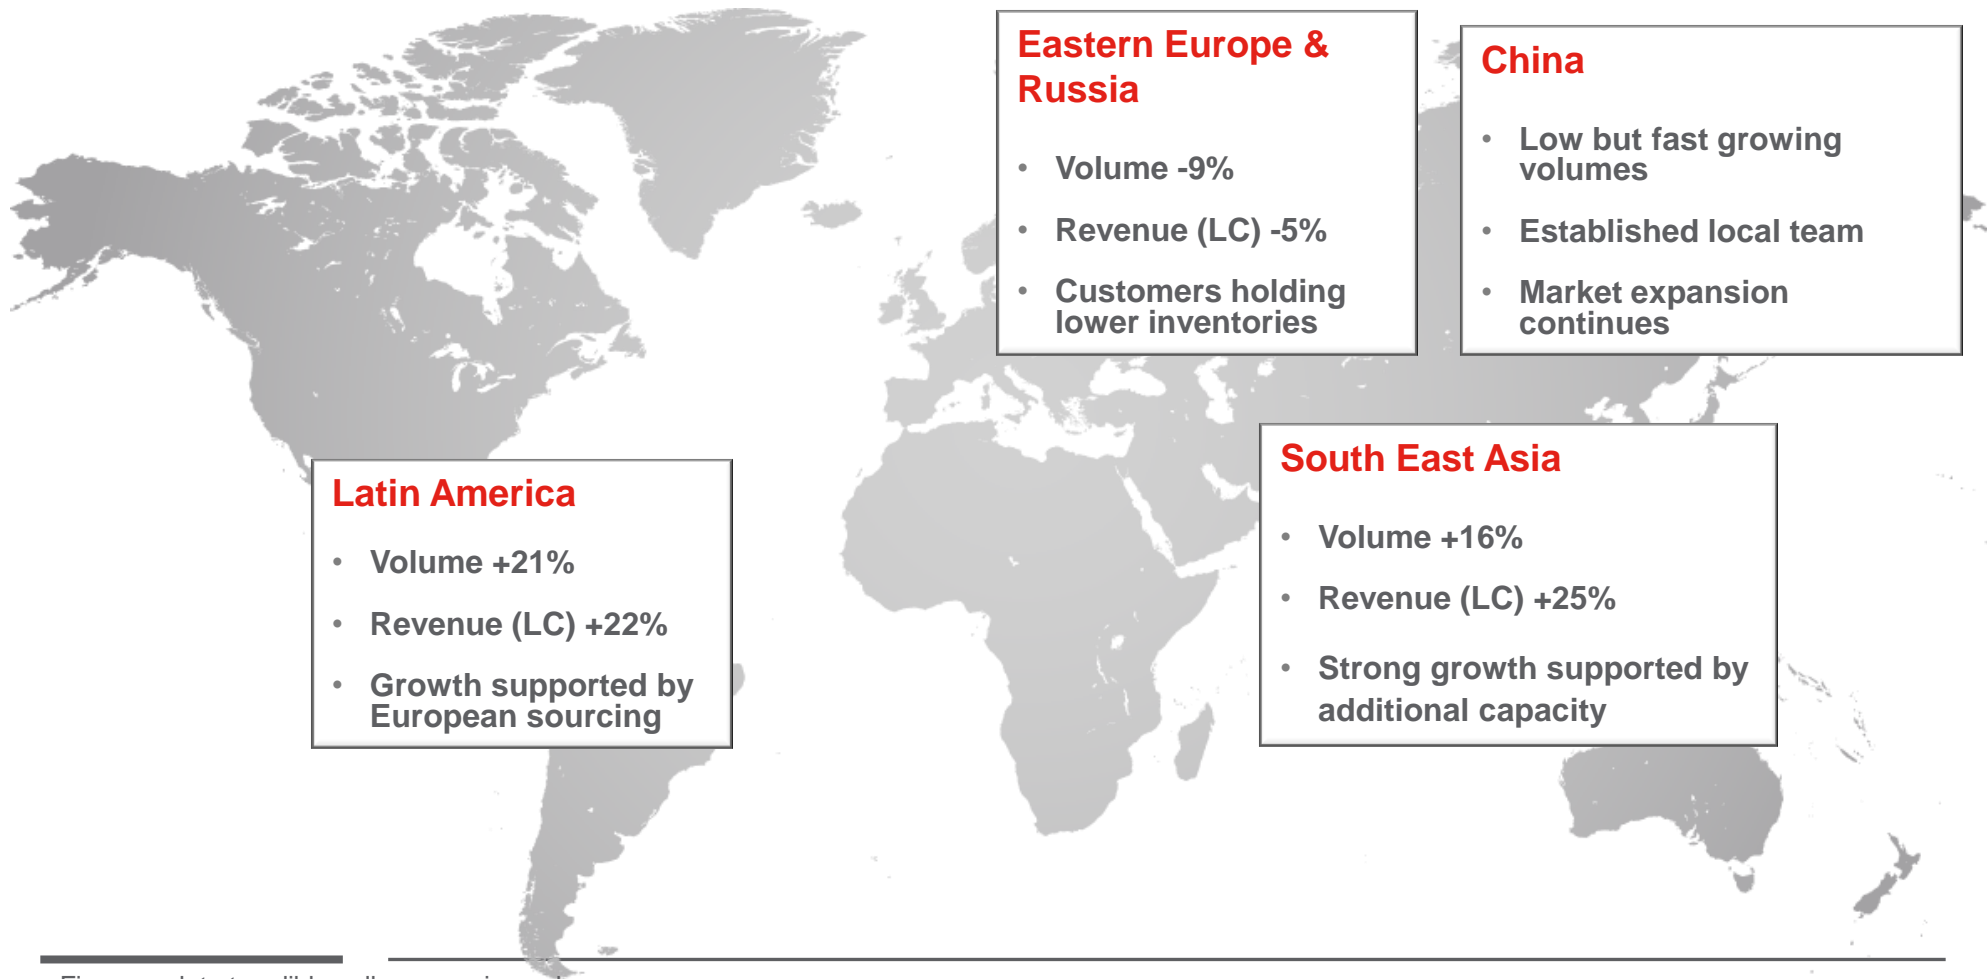 Eastern Europe &
Russia
• Volume -9%
• Revenue (LC) -5%
• Customers holding
lower inventories
China
• Low but fast growing
volumes
• Established local team
• Market expansion
continues
Latin America
• Volume +21%
• Revenue (LC) +22%
• Growth supported by
European sourcing
South East Asia
• Volume +16%
• Revenue (LC) +25%
• Strong growth supported by
additional capacity